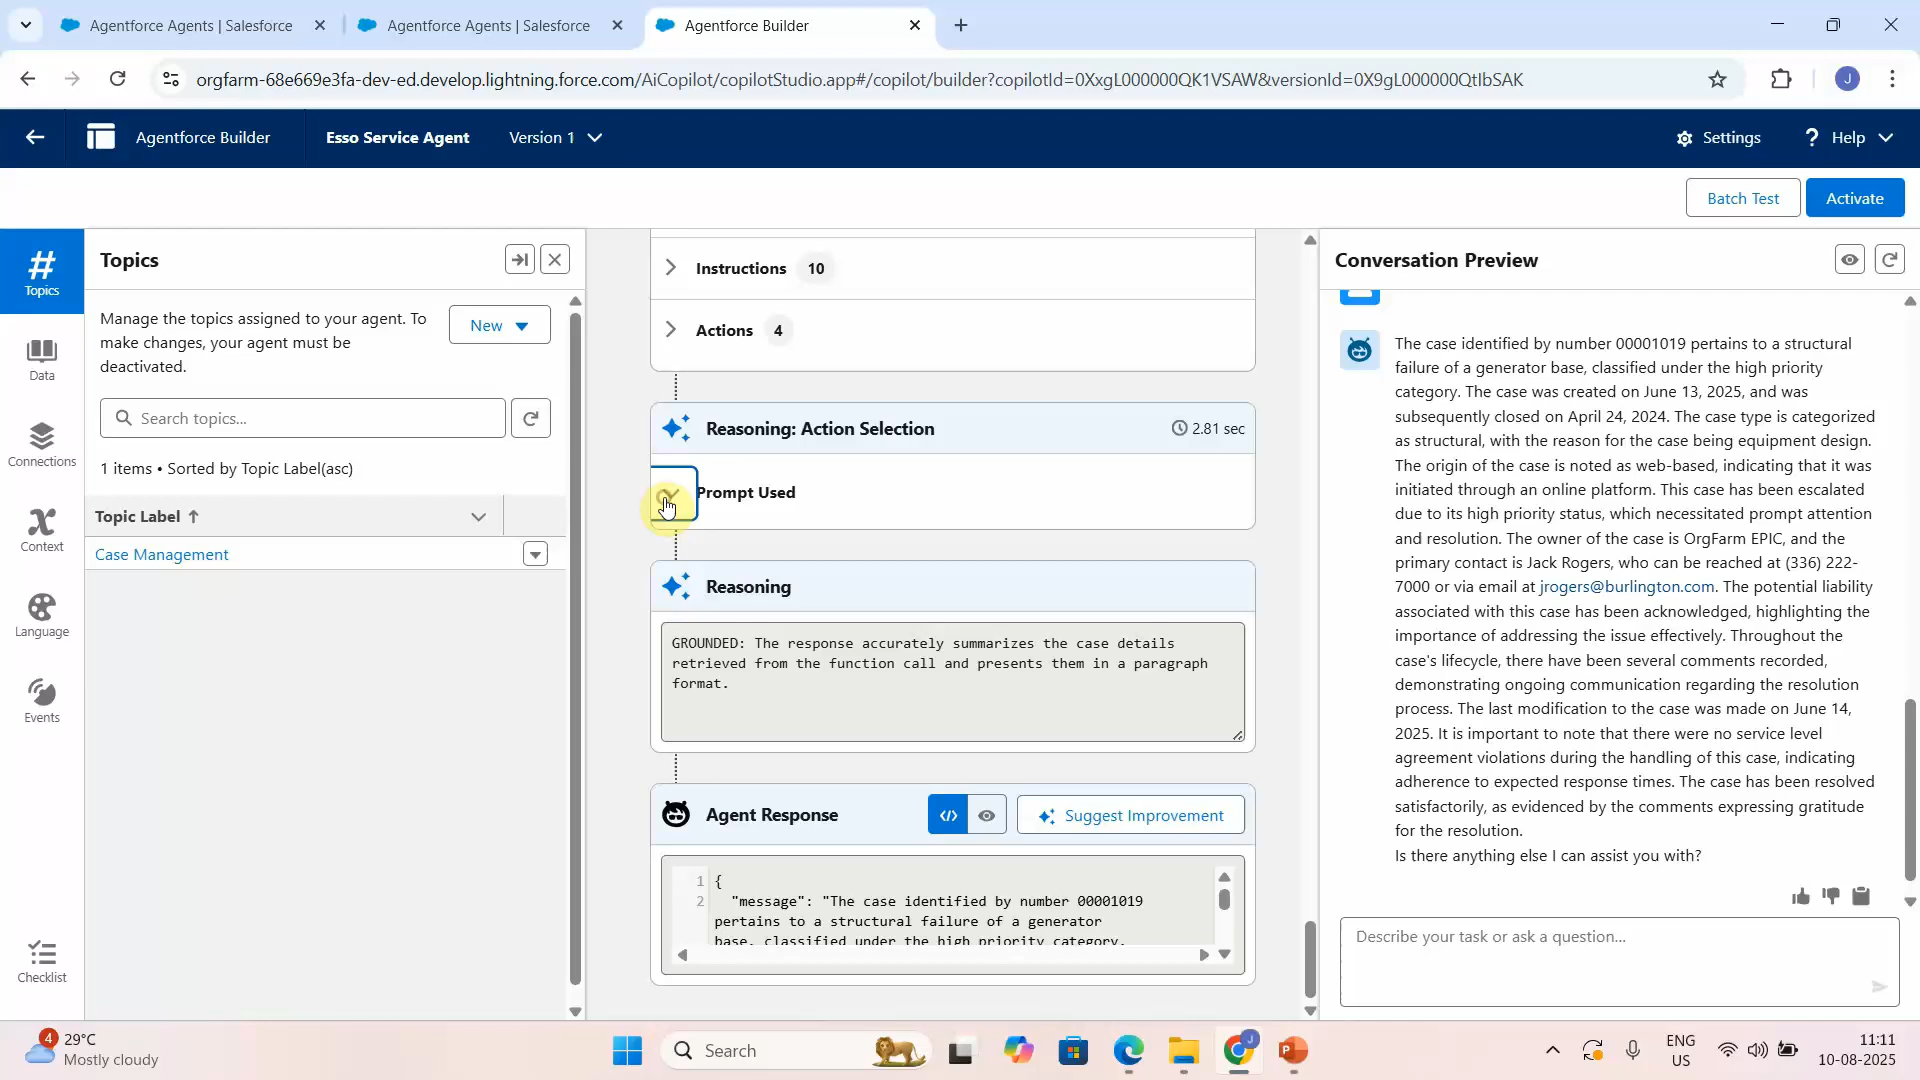 Agentforce Agents | Salesforce
Agentforce Agents | Salesforce
Agentforce Builder
orgfarm-68e669e3fa-dev-ed.develop.lightning.force.com/AiCopilot/copilotStudio.app#/copilot/builder?copilotId=0XxgL000000QK1VSAW&versionId=0X9gL000000QtIbSAK
J
Agentforce Builder
Esso Service Agent
Version 1
Settings
? Help
Batch Test
Activate
Topics
Data
Connections
Context
Language
Events
Checklist
Topics
Manage the topics assigned to your agent. To
make changes, your agent must be
deactivated.
New
Search topics...
1 items • Sorted by Topic Label(asc)
Topic Label ↑
Case Management
Instructions 10
Actions 4
Reasoning: Action Selection
2.81 sec
Prompt Used
Reasoning
GROUNDED: The response accurately summarizes the case details
retrieved from the function call and presents them in a paragraph
format.
Agent Response
</>
Suggest Improvement
1 {
2 "message": "The case identified by number 00001019
pertains to a structural failure of a generator
base, classified under the high priority category.
Conversation Preview
The case identified by number 00001019 pertains to a structural
failure of a generator base, classified under the high priority
category. The case was created on June 13, 2025, and was
subsequently closed on April 24, 2024. The case type is categorized
as structural, with the reason for the case being equipment design.
The origin of the case is noted as web-based, indicating that it was
initiated through an online platform. This case has been escalated
due to its high priority status, which necessitated prompt attention
and resolution. The owner of the case is OrgFarm EPIC, and the
primary contact is Jack Rogers, who can be reached at (336) 222-
7000 or via email at jrogers@burlington.com. The potential liability
associated with this case has been acknowledged, highlighting the
importance of addressing the issue effectively. Throughout the
case's lifecycle, there have been several comments recorded,
demonstrating ongoing communication regarding the resolution
process. The last modification to the case was made on June 14,
2025. It is important to note that there were no service level
agreement violations during the handling of this case, indicating
adherence to expected response times. The case has been resolved
satisfactorily, as evidenced by the comments expressing gratitude
for the resolution.
Is there anything else I can assist you with?
Describe your task or ask a question...
4
29°C
Mostly cloudy
Search
J
ENG
US
11:11
10-08-2025